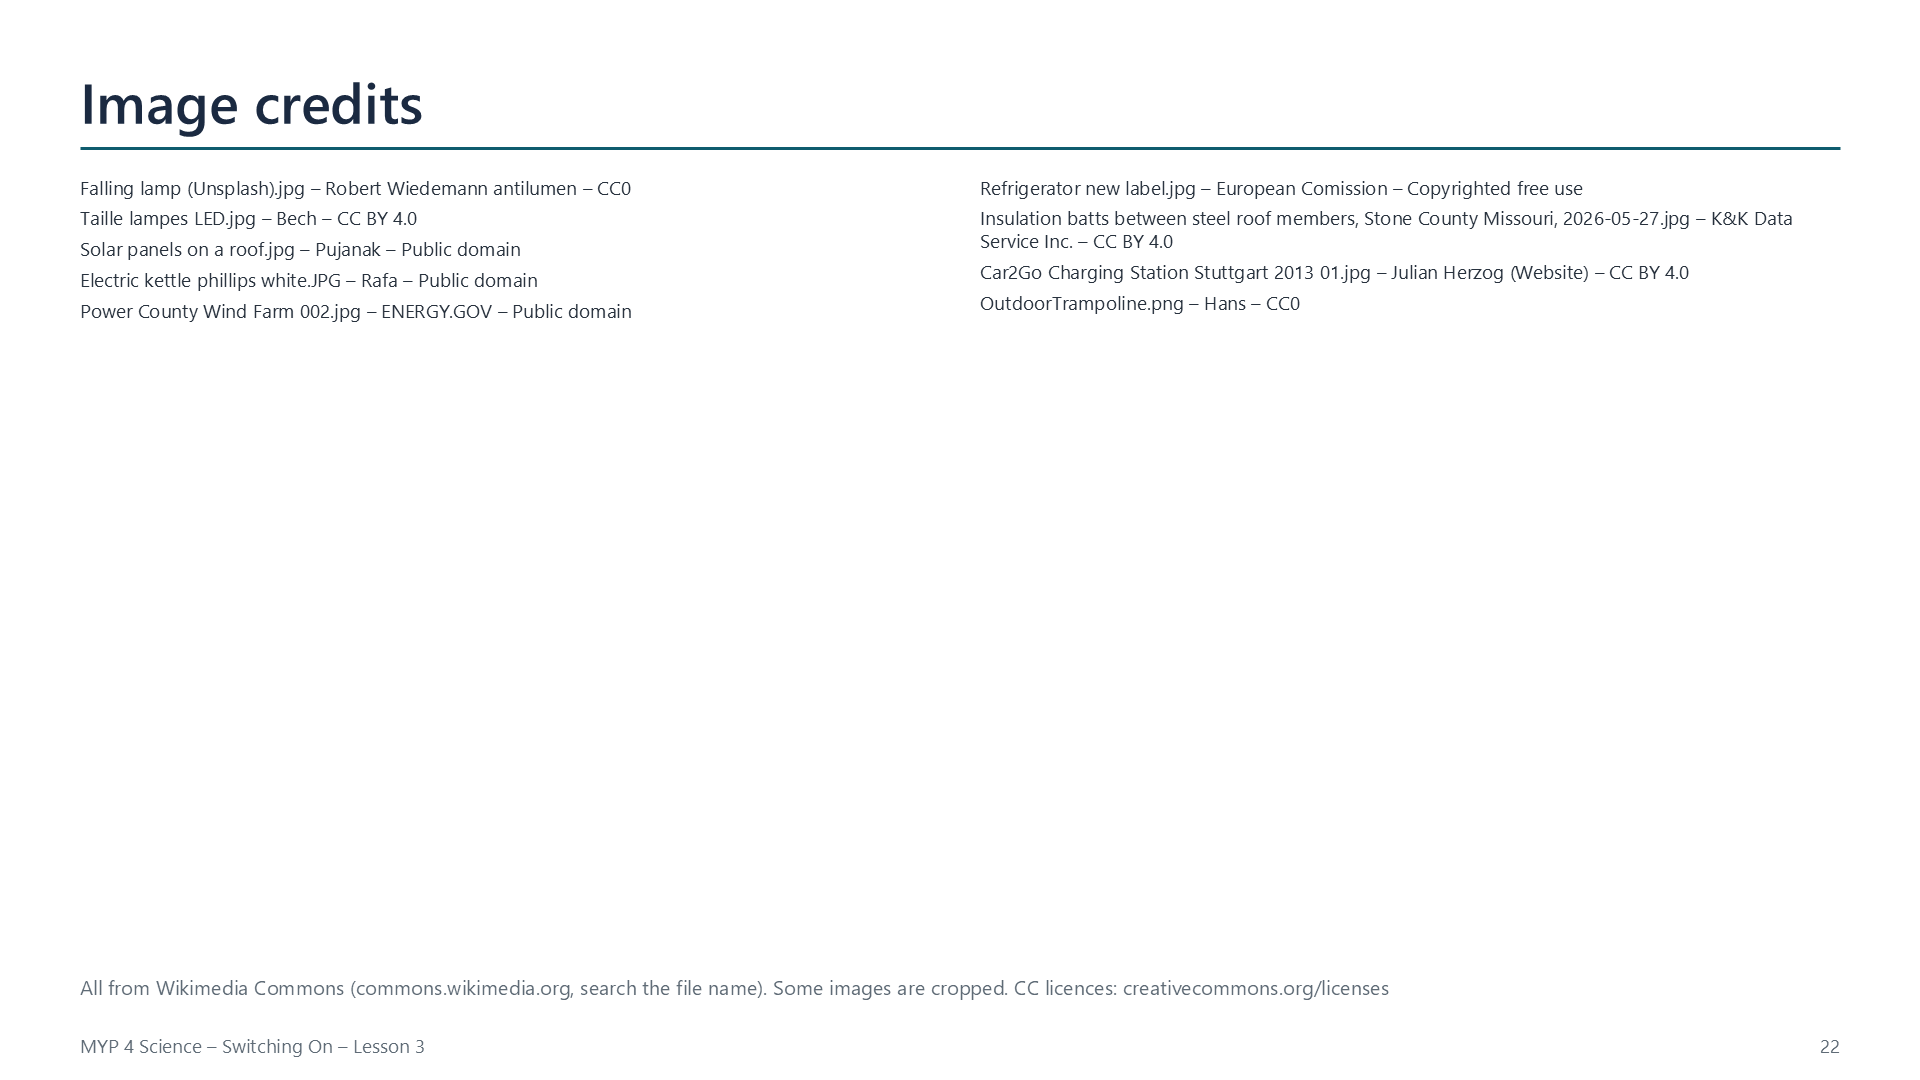 Image credits
Falling lamp (Unsplash).jpg – Robert Wiedemann antilumen – CC0
Taille lampes LED.jpg – Bech – CC BY 4.0
Solar panels on a roof.jpg – Pujanak – Public domain
Electric kettle phillips white.JPG – Rafa – Public domain
Power County Wind Farm 002.jpg – ENERGY.GOV – Public domain
Refrigerator new label.jpg – European Comission – Copyrighted free use
Insulation batts between steel roof members, Stone County Missouri, 2026-05-27.jpg – K&K Data
Service Inc. – CC BY 4.0
Car2Go Charging Station Stuttgart 2013 01.jpg – Julian Herzog (Website) – CC BY 4.0
OutdoorTrampoline.png – Hans – CC0
All from Wikimedia Commons (commons.wikimedia.org, search the file name). Some images are cropped. CC licences: creativecommons.org/licenses
MYP 4 Science – Switching On – Lesson 3
22